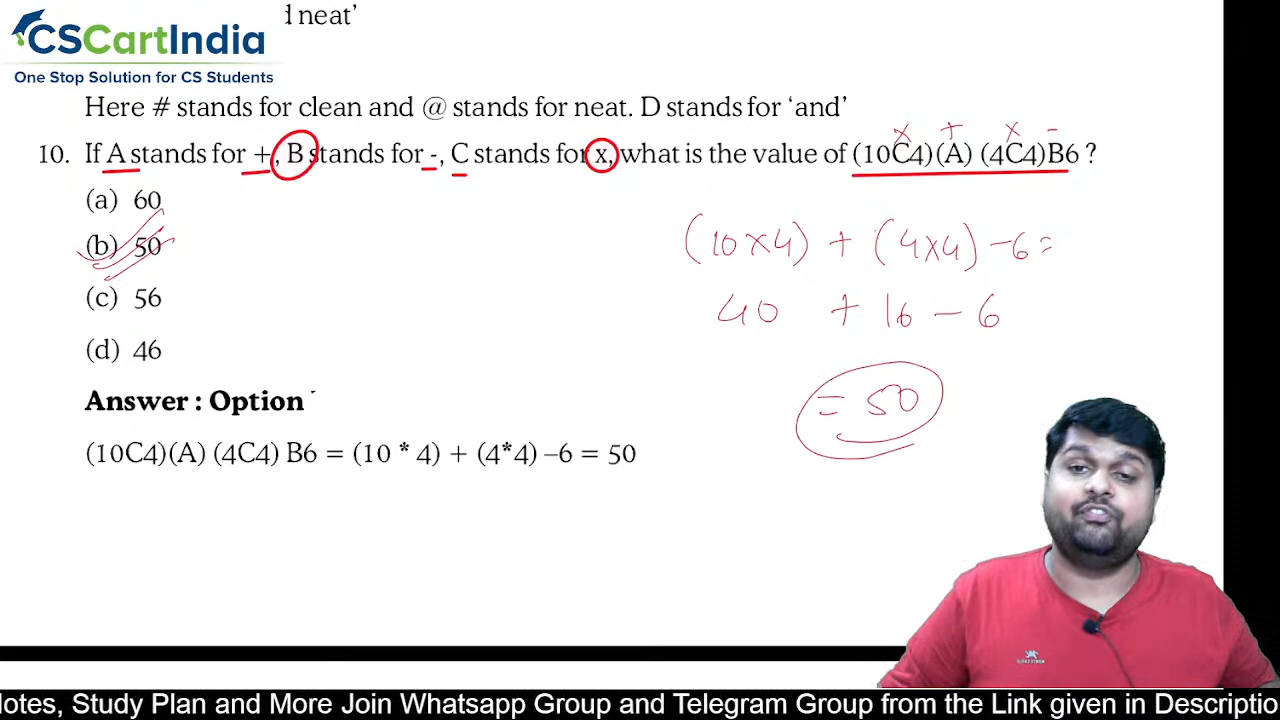 d neat'
CSCartIndia
One Stop Solution for CS Students
Here # stands for clean and @ stands for neat. D stands for 'and'
x + x -
10. If A stands for +, B stands for -, C stands for x, what is the value of (10C4)(A) (4C4)B6 ?
(a) 60
(b) 50
(c) 56
(d) 46
(10x4) + (4x4) -6 =
40 + 16 - 6
= 50
Answer : Option
(10C4)(A) (4C4) B6 = (10 * 4) + (4*4) –6 = 50
Notes, Study Plan and More Join Whatsapp Group and Telegram Group from the Link given in Descriptio